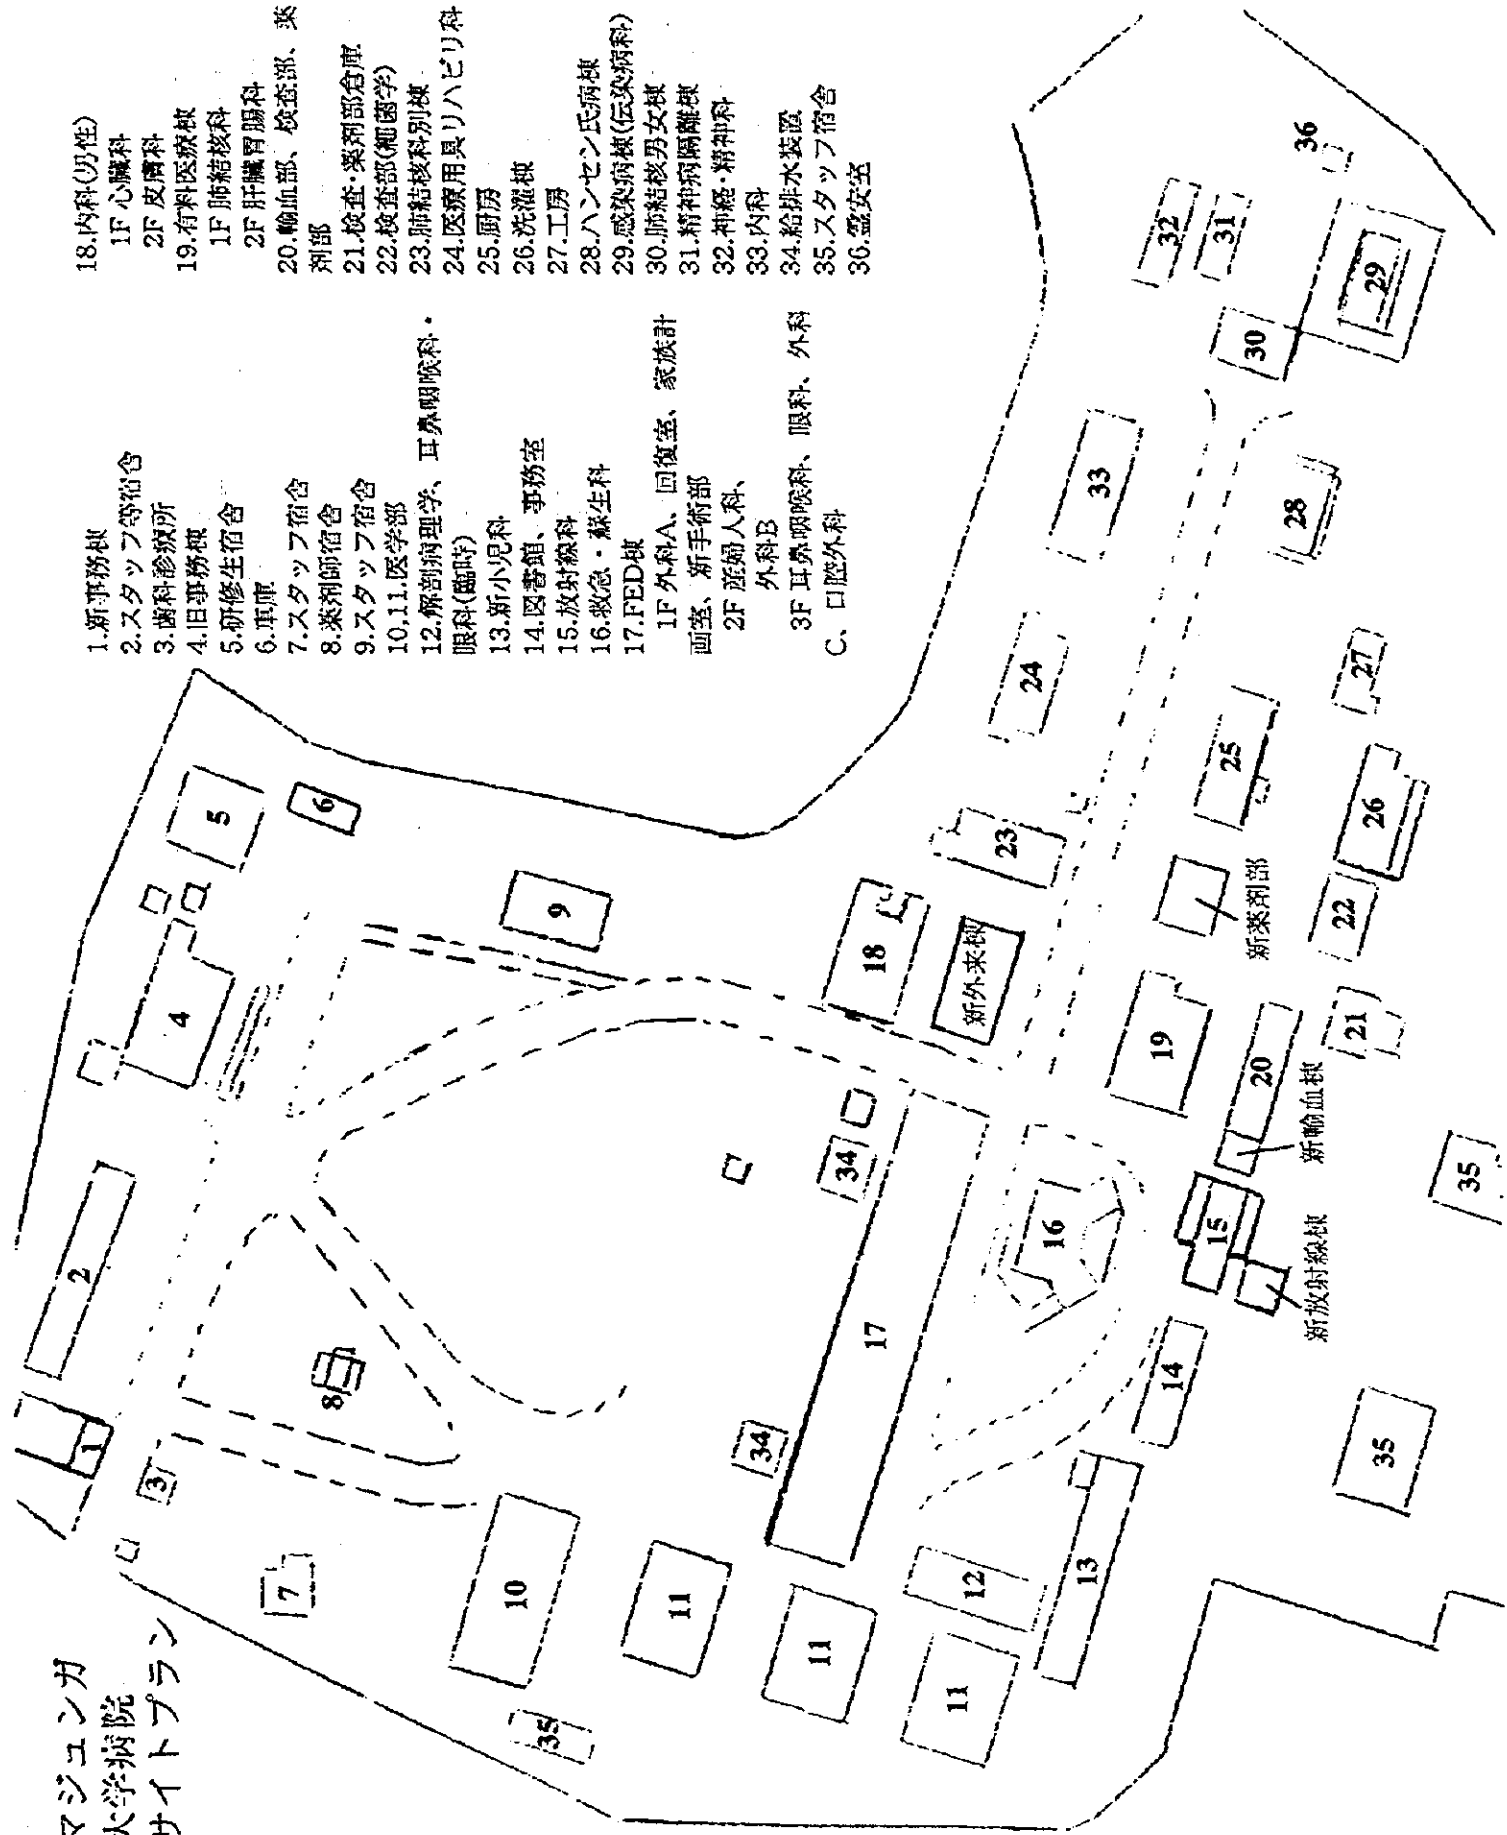 マジュンガ
大学病院
サイトプラン
1.新事務棟
2.スタッフ等宿舎
3.歯科診療所
4.旧事務棟
5.研修生宿舎
6.車庫
7.スタッフ宿舎
8.薬剤師宿舎
9.スタッフ宿舎
10,11.医学部
12.解剖病理学、耳鼻咽喉科・
眼科(臨時)
13.新小児科
14.図書館、事務室
15.放射線科
16.救急・蘇生科
17.FED棟
1F 外科A、回復室、家族計
画室、新手術部
2F 産婦人科、
外科B
3F 耳鼻咽喉科、眼科、外科
C、口腔外科
18.内科(男性)
1F 心臓科
2F 皮膚科
19.有料医療棟
1F 肺結核科
2F 肝臓胃腸科
20.輸血部、検査部、薬
剤部
21.検査・薬剤部倉庫
22.検査部(細菌学)
23.肺結核科別棟
24.医療用具リハビリ科
25.厨房
26.洗濯棟
27.工房
28.ハンセン氏病棟
29.感染病棟(伝染病科)
30.肺結核男女棟
31.精神病隔離棟
32.神経・精神科
33.内科
34.給排水装置
35.スタッフ宿舎
36.霊安室
1
2
3
4
5
6
7
8
9
10
11
11
11
12
13
14
15
16
17
18
19
20
21
22
23
24
25
26
27
28
29
30
31
32
33
34
34
35
35
35
36
新外来棟
新薬剤部
新輸血棟
新放射線棟